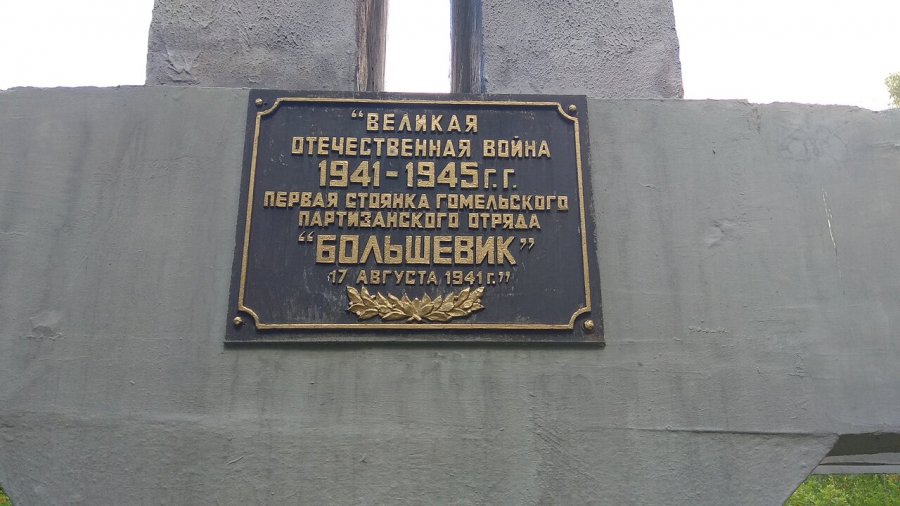 "ВЕЛИКАЯ
ОТЕЧЕСТВЕННАЯ ВОЙНА
1941-1945 г.г.
ПЕРВАЯ СТОЯНКА ГОМЕЛЬСКОГО
ПАРТИЗАНСКОГО ОТРЯДА
"БОЛЬШЕВИК"
17 АВГУСТА 1941 г."